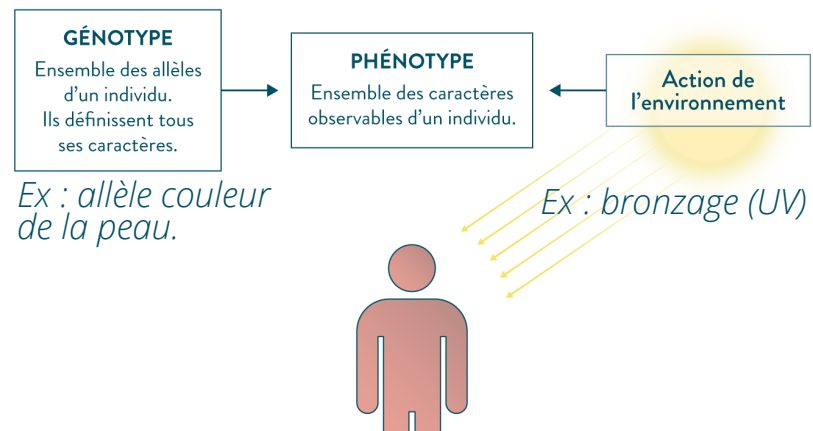 GÉNOTYPE
Ensemble des allèles
d'un individu.
Ils définissent tous
ses caractères.
Ex : allèle couleur
de la peau.
PHÉNOTYPE
Ensemble des caractères
observables d'un individu.
Action de
l'environnement
Ex : bronzage (UV)